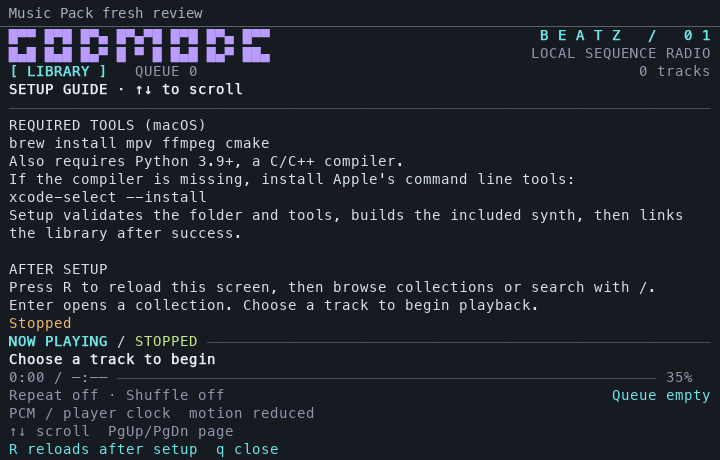 Music Pack fresh review
B E A T Z / 0 1
LOCAL SEQUENCE RADIO
[ LIBRARY ] QUEUE 0 0 tracks
SETUP GUIDE · ↑↓ to scroll
REQUIRED TOOLS (macOS)
brew install mpv ffmpeg cmake
Also requires Python 3.9+, a C/C++ compiler.
If the compiler is missing, install Apple's command line tools:
xcode-select --install
Setup validates the folder and tools, builds the included synth, then links
the library after success.
AFTER SETUP
Press R to reload this screen, then browse collections or search with /.
Enter opens a collection. Choose a track to begin playback.
Stopped
NOW PLAYING / STOPPED
Choose a track to begin
0:00 / —:—— 35%
Repeat off · Shuffle off Queue empty
PCM / player clock motion reduced
↑↓ scroll PgUp/PgDn page
R reloads after setup q close